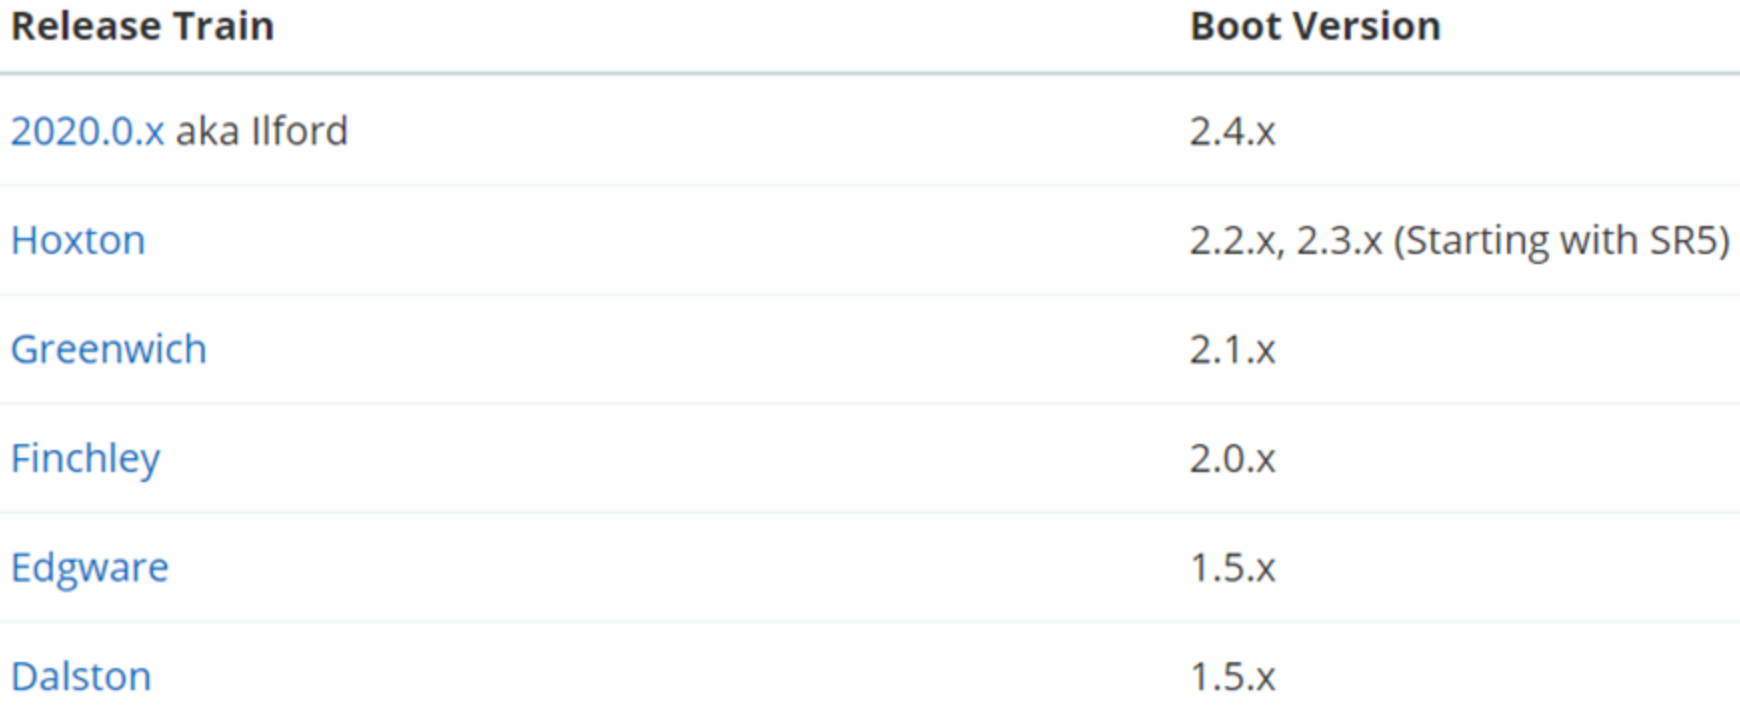 Release Train Boot Version
2020.0.x aka Ilford 2.4.x
Hoxton 2.2.x, 2.3.x (Starting with SR5)
Greenwich 2.1.x
Finchley 2.0.x
Edgware 1.5.x
Dalston 1.5.x